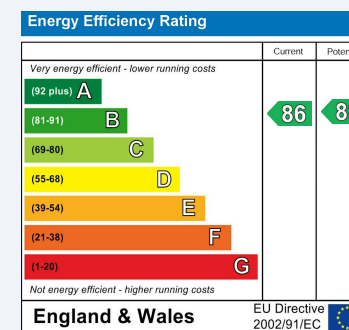 Energy Efficiency Rating
Current
Very energy efficient - lower running costs
(92 plus) A
(81-91) B
86
(69-80) C
(55-68) D
(39-54) E
(21-38) F
(1-20) G
Not energy efficient - higher running costs
England & Wales
EU Directive
2002/91/EC